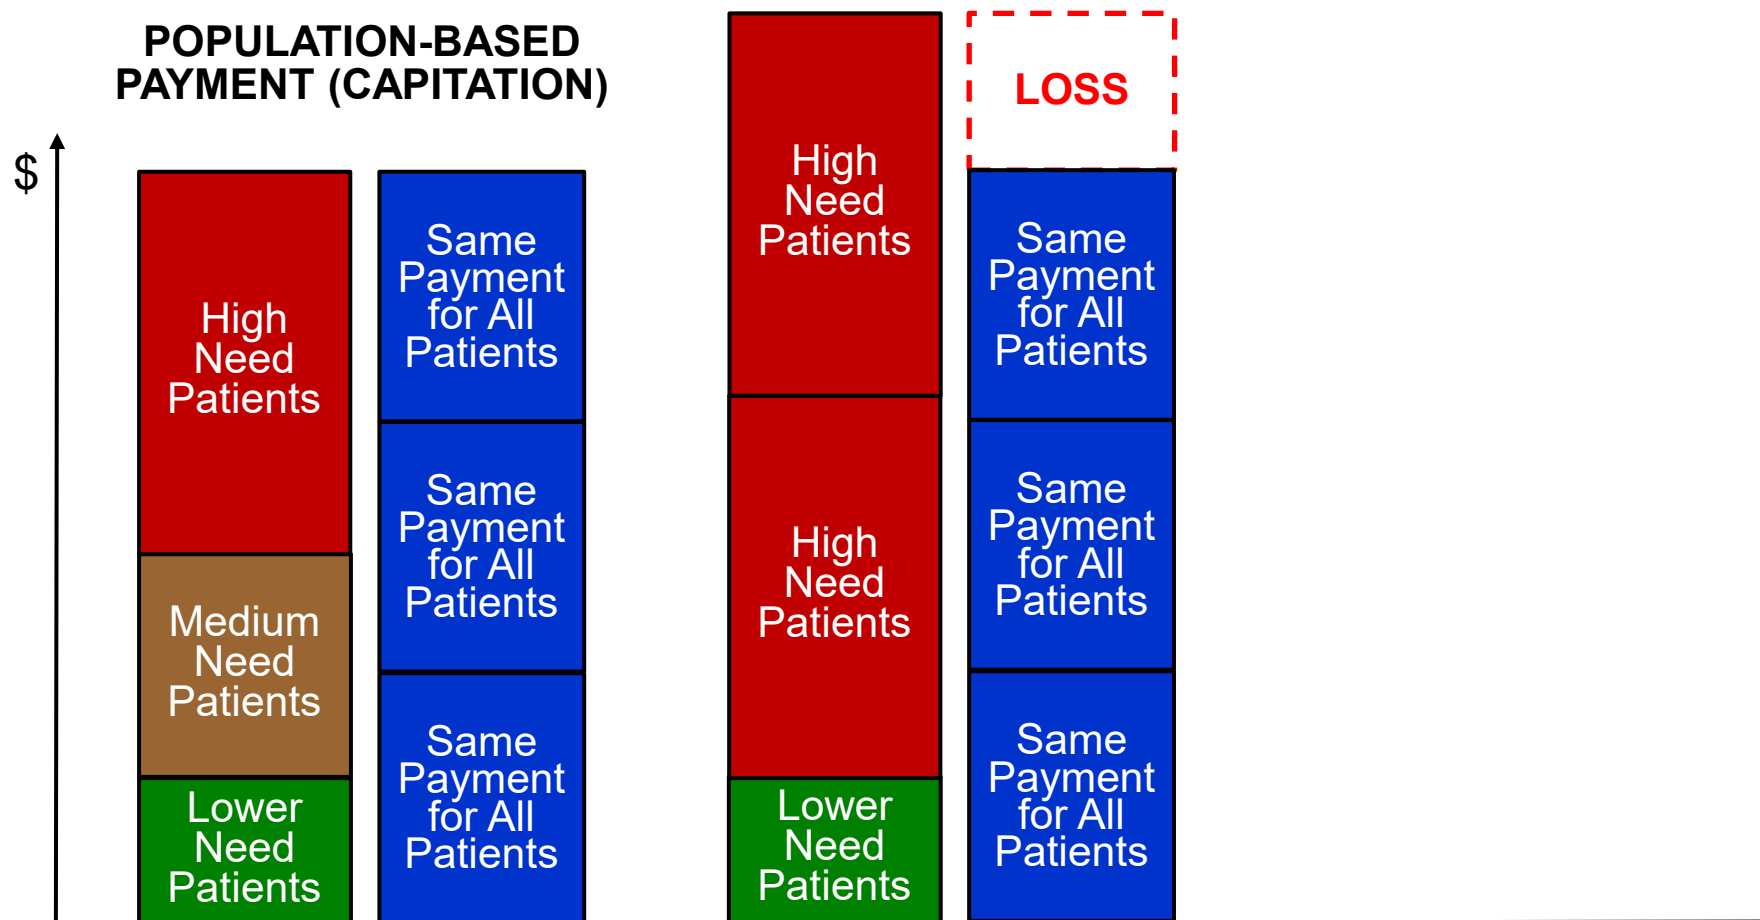 POPULATION-BASED
PAYMENT (CAPITATION)
$
High
Need
Patients
Medium
Need
Patients
Lower
Need
Patients
Same
Payment
for All
Patients
Same
Payment
for All
Patients
Same
Payment
for All
Patients
High
Need
Patients
High
Need
Patients
Lower
Need
Patients
LOSS
Same
Payment
for All
Patients
Same
Payment
for All
Patients
Same
Payment
for All
Patients